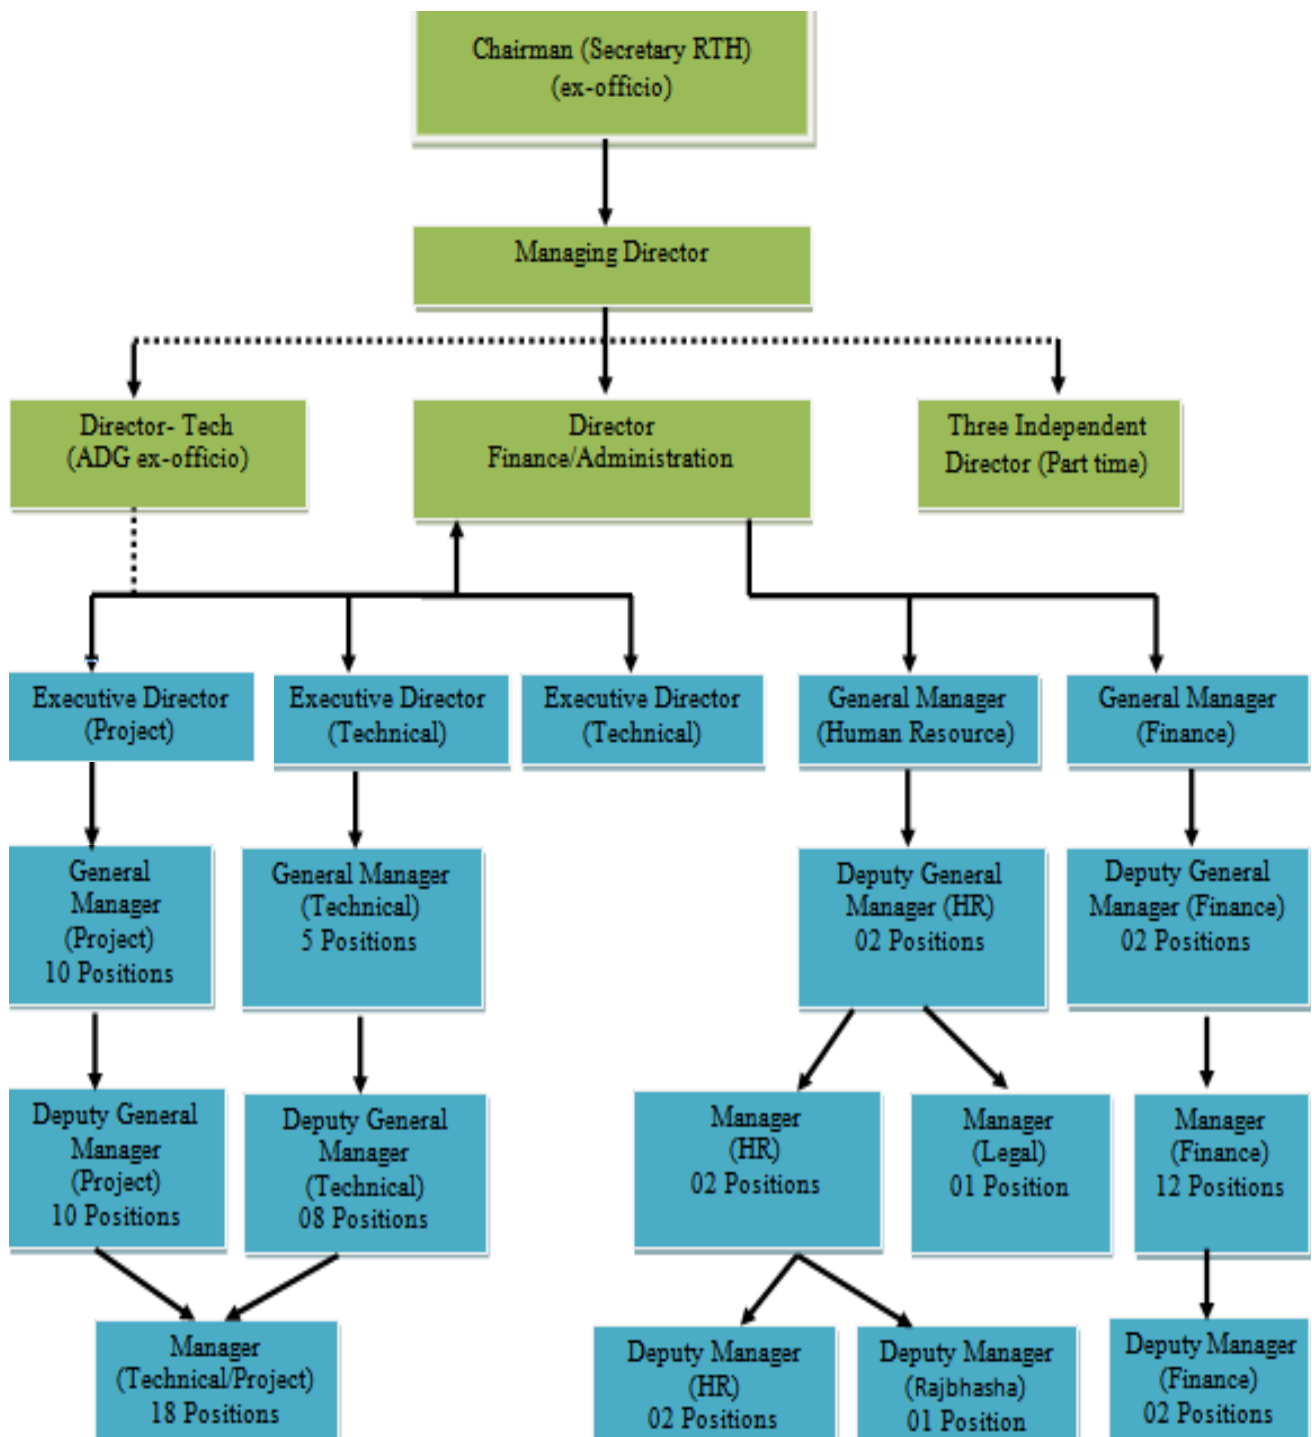 Chairman (Secretary RTH)
(ex-officio)
Managing Director
Director- Tech
(ADG ex-officio)
Director
Finance/Administration
Three Independent
Director (Part time)
Executive Director
(Project)
Executive Director
(Technical)
Executive Director
(Technical)
General Manager
(Human Resource)
General Manager
(Finance)
General
Manager
(Project)
10 Positions
General Manager
(Technical)
5 Positions
Deputy General
Manager (HR)
02 Positions
Deputy General
Manager (Finance)
02 Positions
Deputy General
Manager
(Project)
10 Positions
Deputy General
Manager
(Technical)
08 Positions
Manager
(HR)
02 Positions
Manager
(Legal)
01 Position
Manager
(Finance)
12 Positions
Manager
(Technical/Project)
18 Positions
Deputy Manager
(HR)
02 Positions
Deputy Manager
(Rajbhasha)
01 Position
Deputy Manager
(Finance)
02 Positions